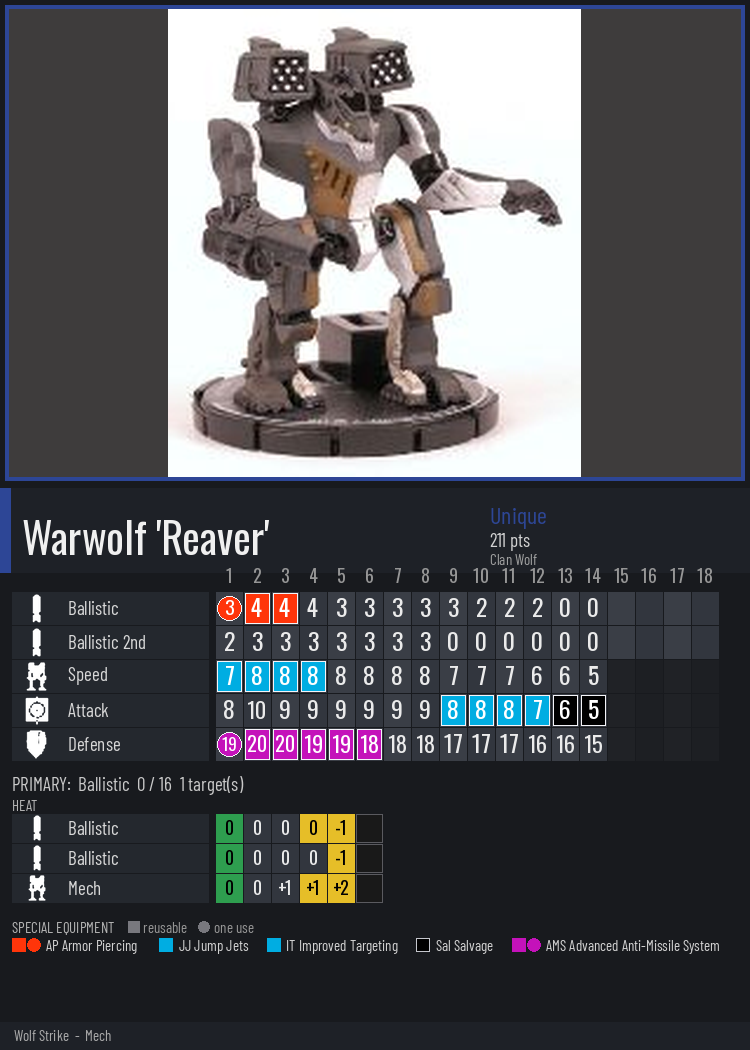 Warwolf 'Reaver'
Unique
211 pts
Clan Wolf
1 2 3 4 5 6 7 8 9 10 11 12 13 14 15 16 17 18
Ballistic 3 4 4 4 3 3 3 3 3 2 2 2 0 0
Ballistic 2nd 2 3 3 3 3 3 3 3 0 0 0 0 0 0
Speed 7 8 8 8 8 8 8 8 7 7 7 6 6 5
Attack 8 10 9 9 9 9 9 9 8 8 8 7 6 5
Defense 19 20 20 19 19 18 18 18 17 17 17 16 16 15
PRIMARY: Ballistic 0 / 16 1 target(s)
HEAT
Ballistic 0 0 0 0 -1
Ballistic 0 0 0 0 -1
Mech 0 0 +1 +1 +2
SPECIAL EQUIPMENT reusable one use
AP Armor Piercing JJ Jump Jets IT Improved Targeting Sal Salvage AMS Advanced Anti-Missile System
Wolf Strike - Mech